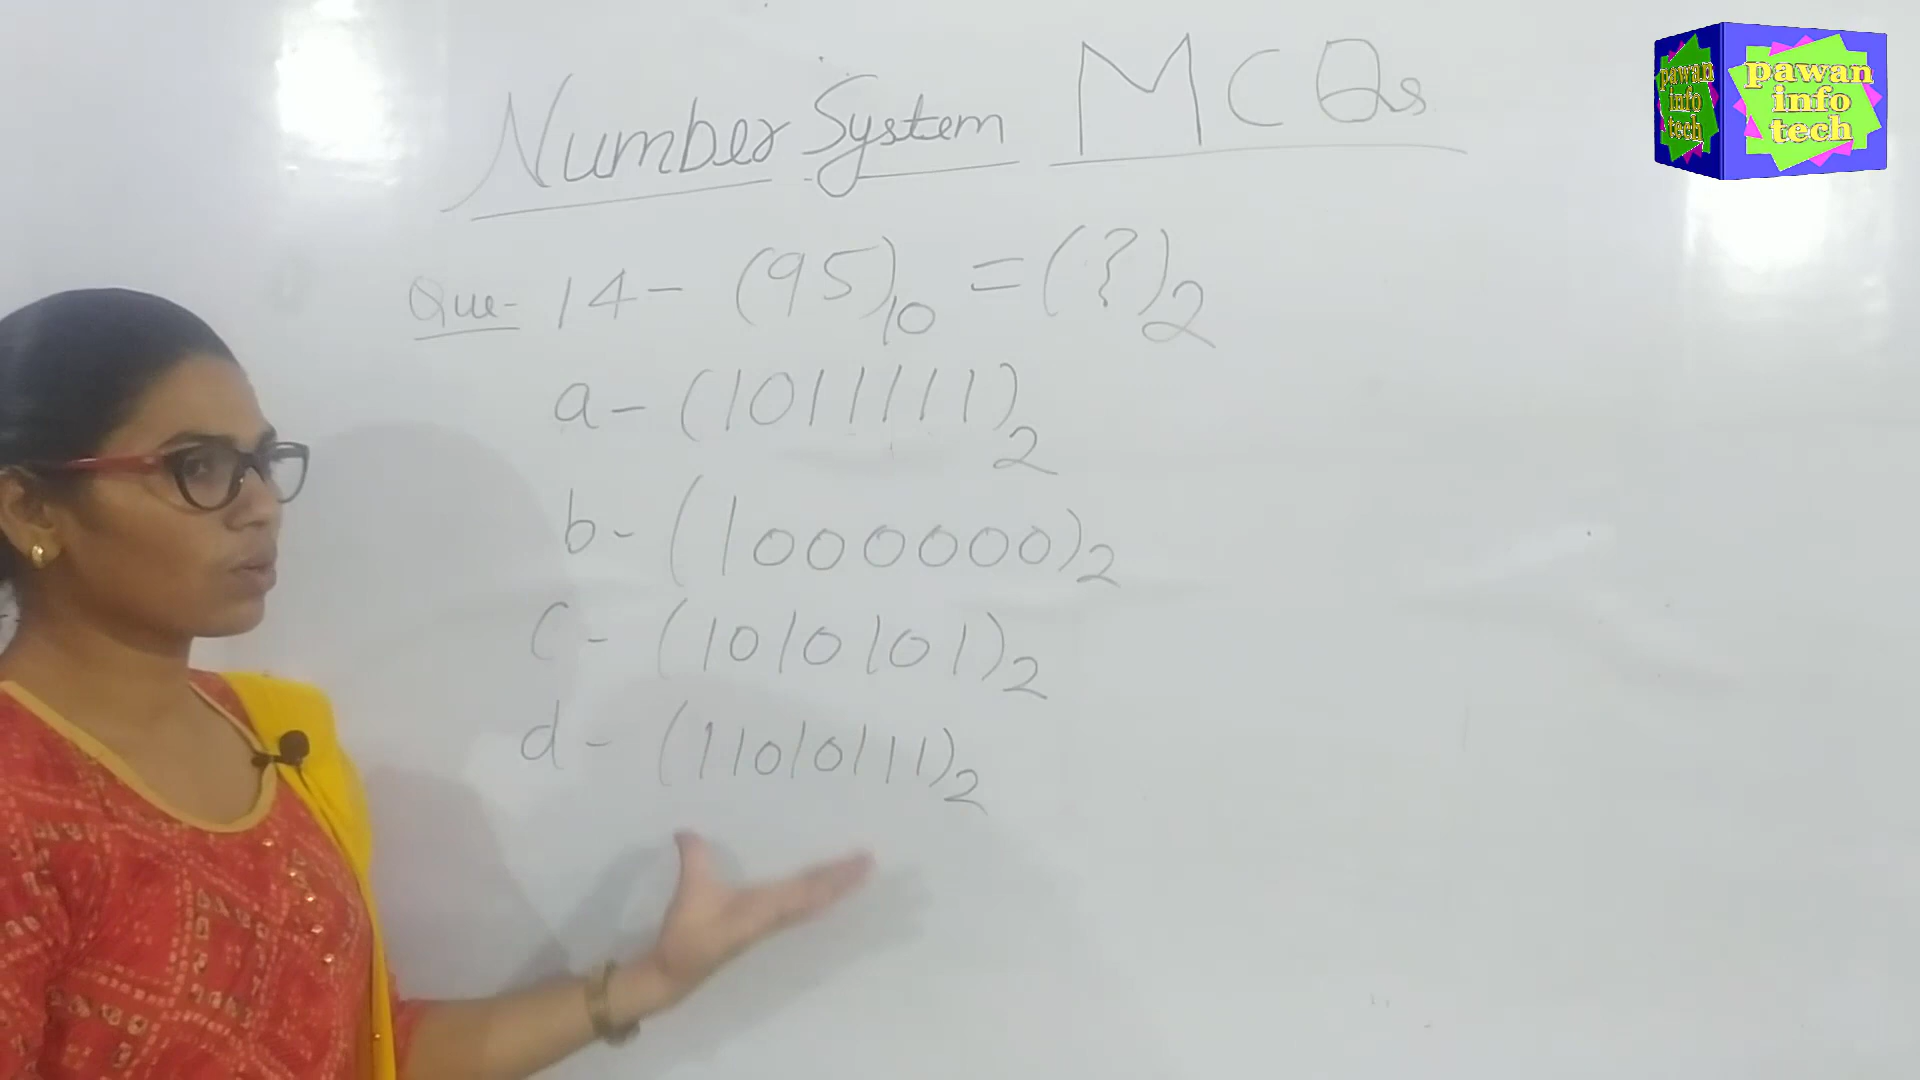 Number System MCQs
Que- 14- (95)10 = (?)2
a- (1011111)2
b- (1000000)2
c- (1010101)2
d- (11010111)2
pawan
info
tech
pawan
info
tech